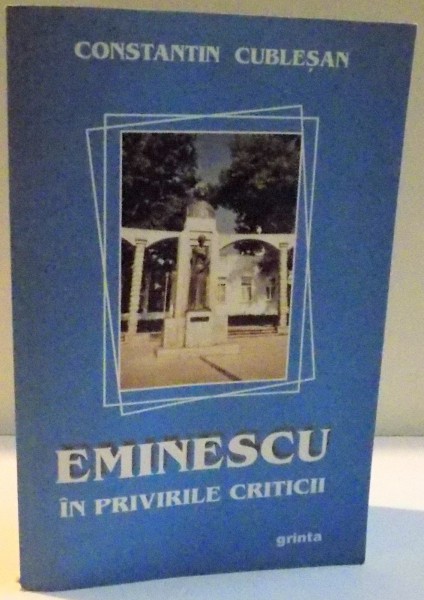 CONSTANTIN CUBLEȘAN
EMINESCU
ÎN PRIVIRILE CRITICII
grinta